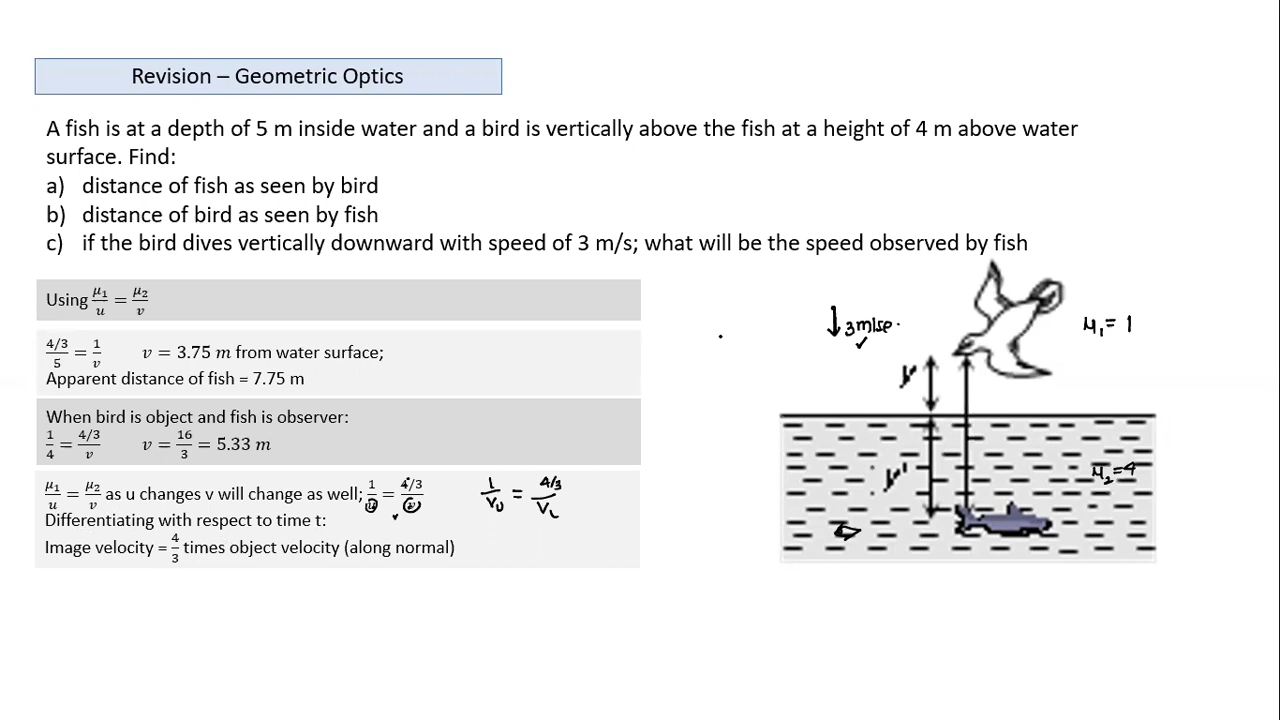 Revision – Geometric Optics
A fish is at a depth of 5 m inside water and a bird is vertically above the fish at a height of 4 m above water
surface. Find:
a) distance of fish as seen by bird
b) distance of bird as seen by fish
c) if the bird dives vertically downward with speed of 3 m/s; what will be the speed observed by fish
Using μ₁/u = μ₂/v
(4/3)/5 = 1/v v = 3.75 m from water surface;
Apparent distance of fish = 7.75 m
When bird is object and fish is observer:
1/4 = (4/3)/v v = 16/3 = 5.33 m
μ₁/u = μ₂/v as u changes v will change as well; 1/u = (4/3)/v
Differentiating with respect to time t:
Image velocity = 4/3 times object velocity (along normal)
↓ 3m/se
μ₁ = 1
μ₂ = 4